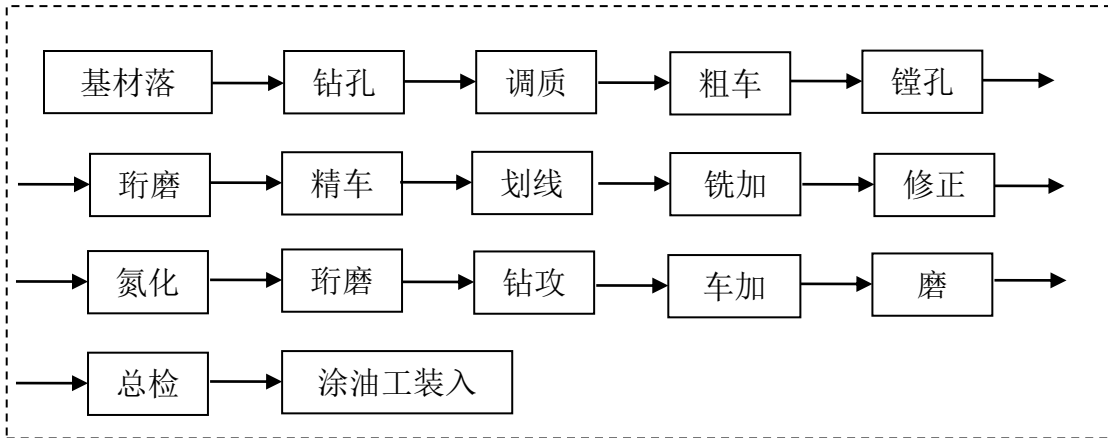 基材落 钻孔 调质 粗车 镗孔
珩磨 精车 划线 铣加 修正
氮化 珩磨 钻攻 车加 磨
总检 涂油工装入